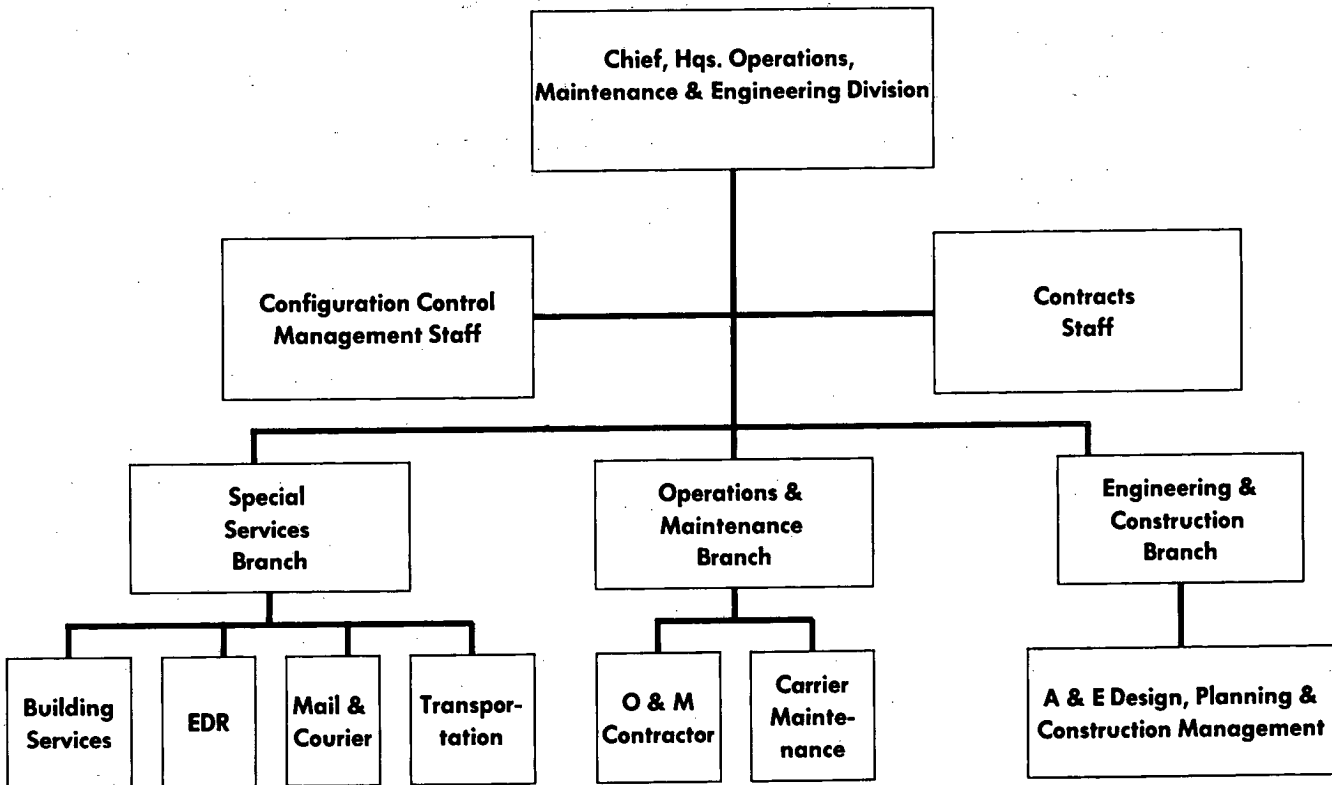 Chief, Hqs. Operations,
Maintenance & Engineering Division
Configuration Control
Management Staff
Contracts
Staff
Special
Services
Branch
Operations &
Maintenance
Branch
Engineering &
Construction
Branch
Building
Services
EDR
Mail &
Courier
Transpor-
tation
O & M
Contractor
Carrier
Mainte-
nance
A & E Design, Planning &
Construction Management